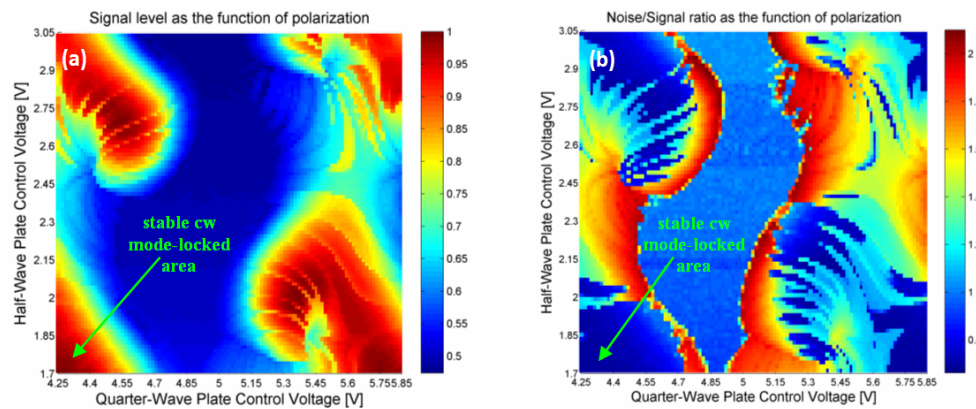 Signal level as the function of polarization
(a)
Half-Wave Plate Control Voltage [V]
3.05
2.9
2.75
2.6
2.45
2.3
2.15
2
1.85
1.7
stable cw
mode-locked
area
4.25 4.4 4.55 4.7 4.85 5 5.15 5.3 5.45 5.6 5.755.85
Quarter-Wave Plate Control Voltage [V]
1
0.95
0.9
0.85
0.8
0.75
0.7
0.65
0.6
0.55
0.5
Noise/Signal ratio as the function of polarization
(b)
Half-Wave Plate Control Voltage [V]
3.05
2.9
2.75
2.6
2.45
2.3
2.15
2
1.85
1.7
stable cw
mode-locked
area
4.25 4.4 4.55 4.7 4.85 5 5.15 5.3 5.45 5.6 5.755.85
Quarter-Wave Plate Control Voltage [V]
2
1